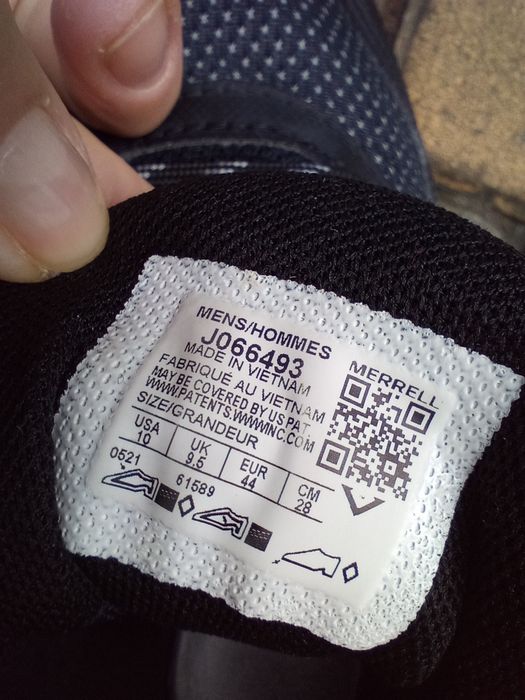 MENS/HOMMES
J066493
MADE IN VIETNAM
FABRIQUE AU VIETNAM
MAY BE COVERED BY US PAT.
WWW.PATENTS.WWWINC.COM
SIZE/GRANDEUR
MERRELL
USA UK EUR CM
10 9.5 44 28
0521 61589